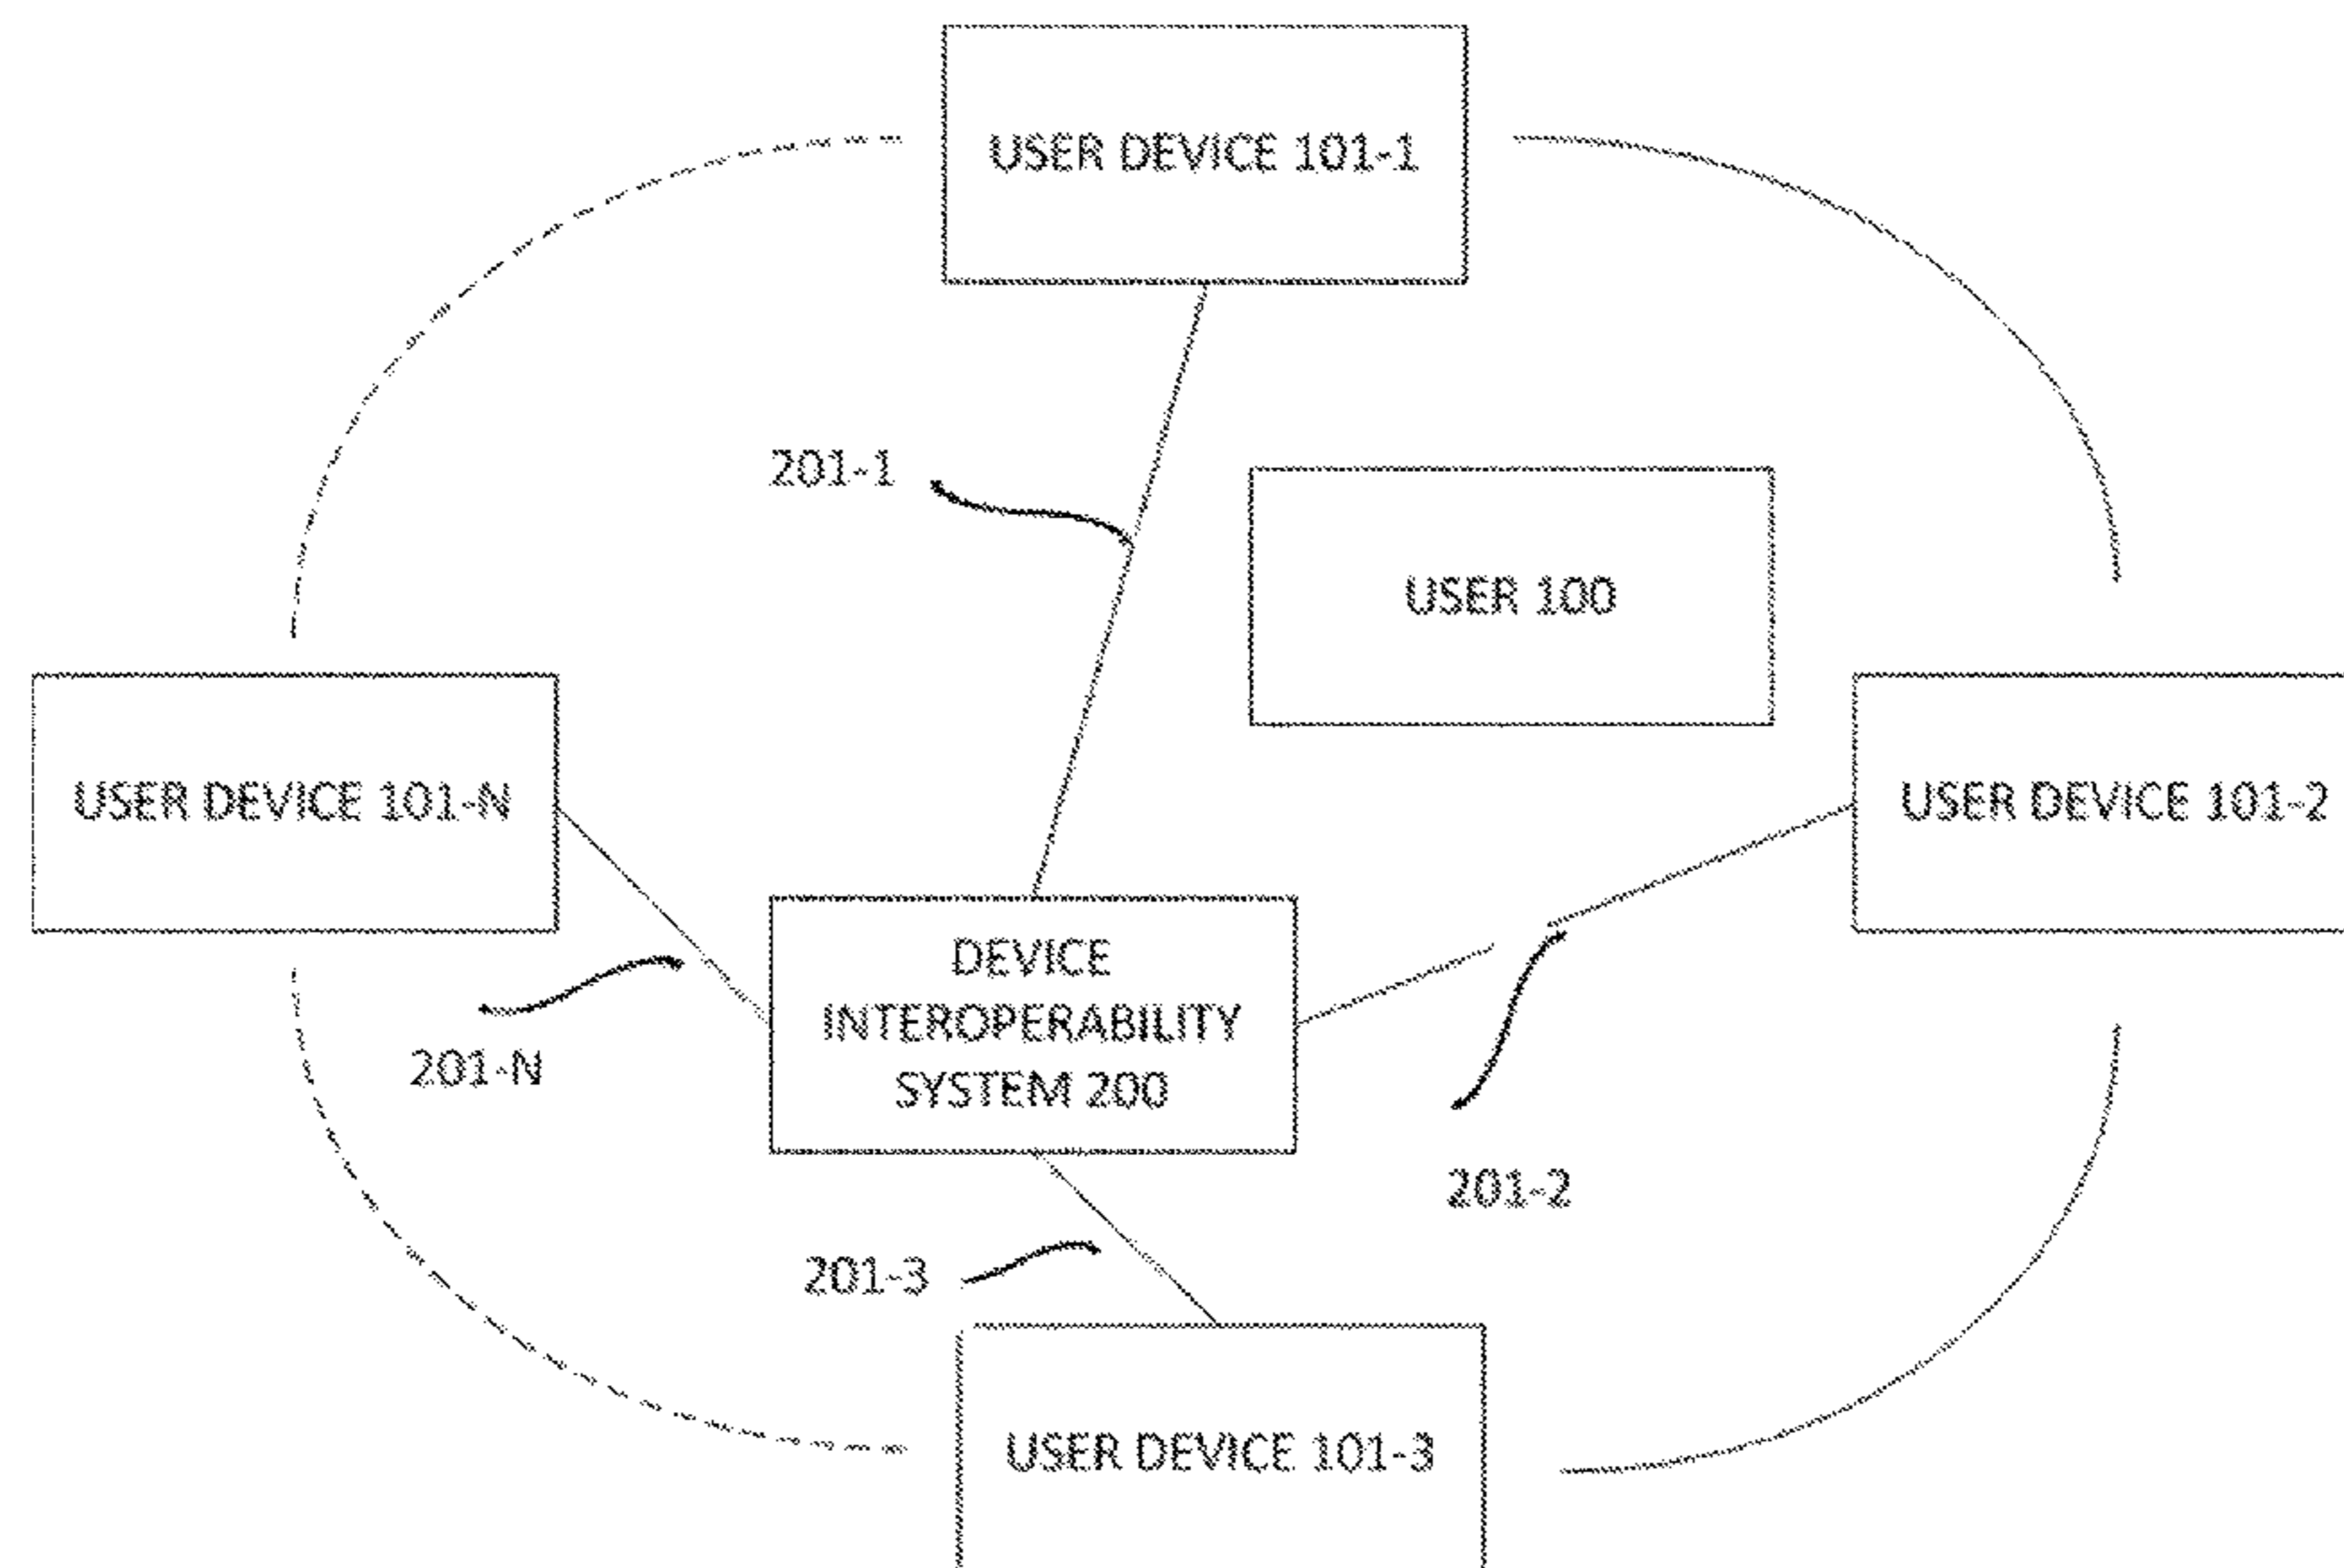 USER DEVICE 101-1
201-1
USER 100
USER DEVICE 101-N
USER DEVICE 101-2
DEVICE
INTEROPERABILITY
SYSTEM 200
201-N
201-2
201-3
USER DEVICE 101-3